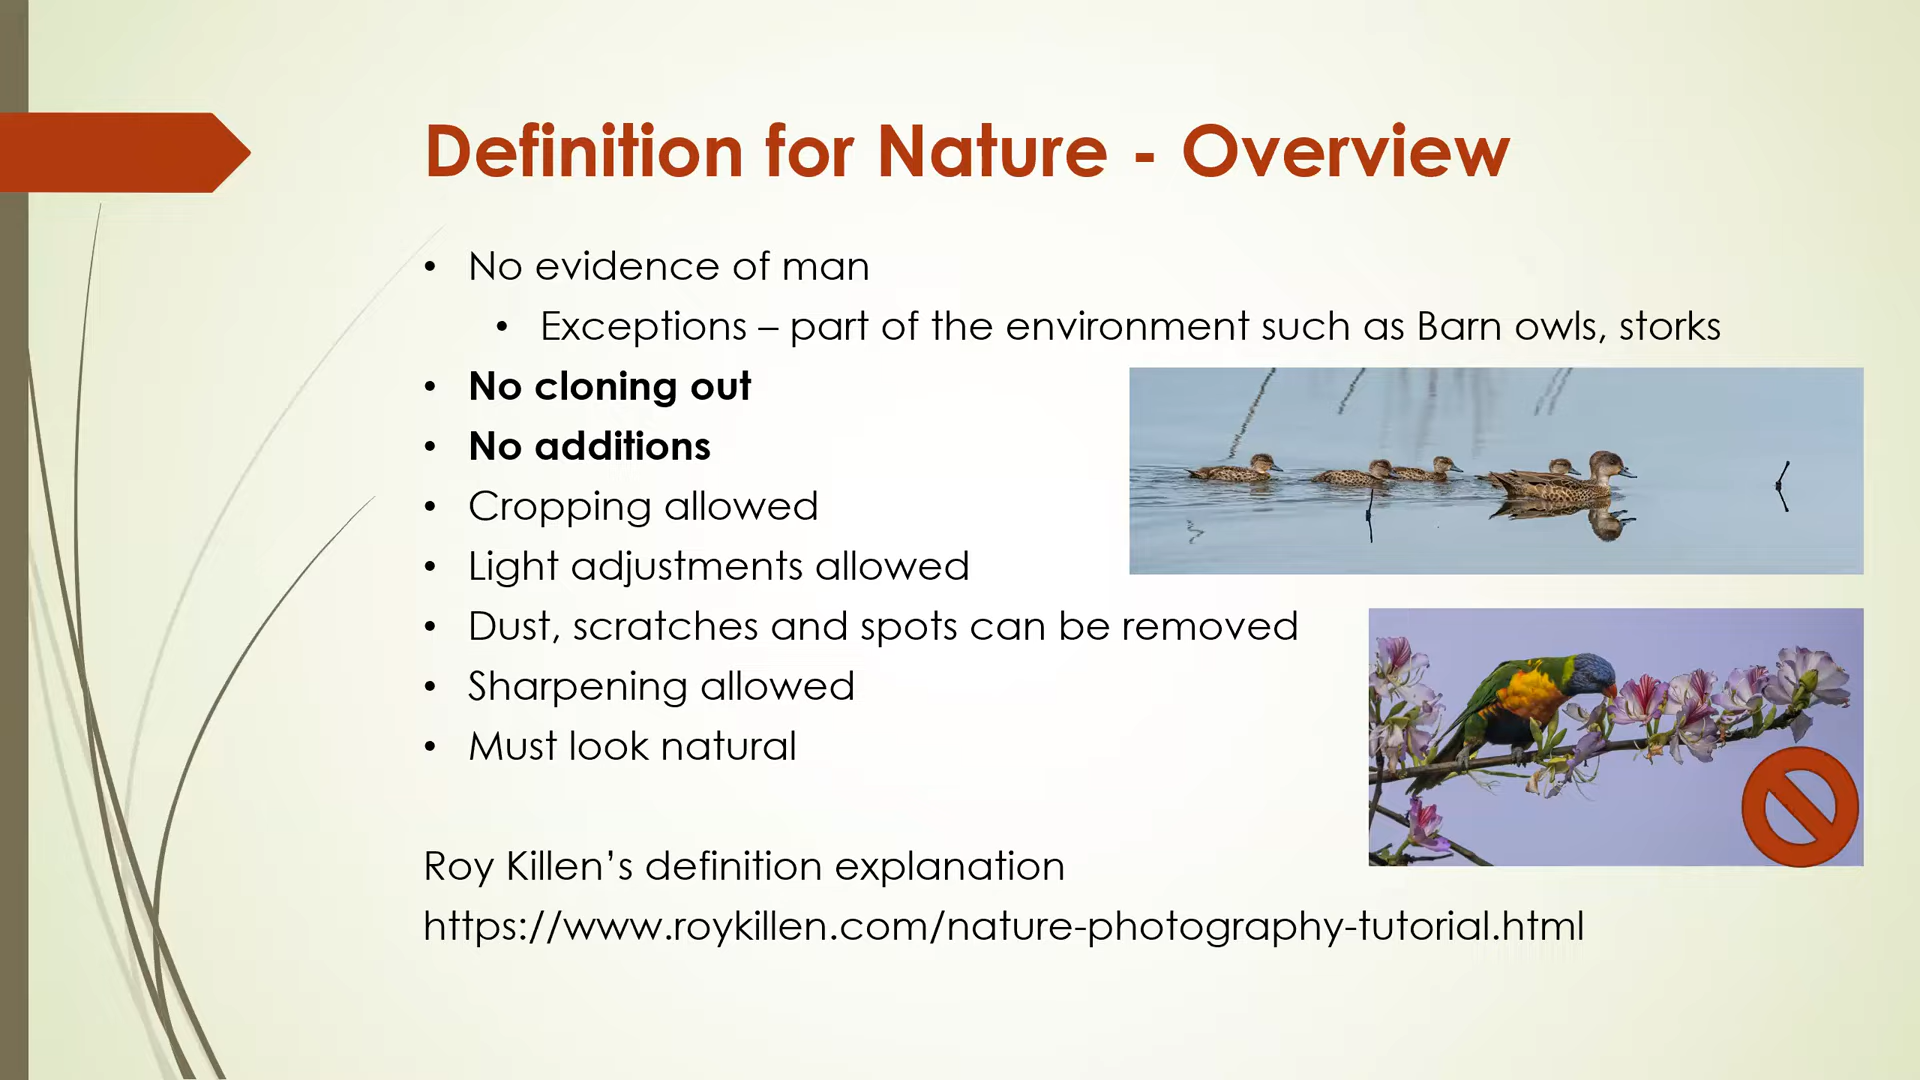 Definition for Nature - Overview
• No evidence of man
• Exceptions – part of the environment such as Barn owls, storks
• No cloning out
• No additions
• Cropping allowed
• Light adjustments allowed
• Dust, scratches and spots can be removed
• Sharpening allowed
• Must look natural
Roy Killen’s definition explanation
https://www.roykillen.com/nature-photography-tutorial.html